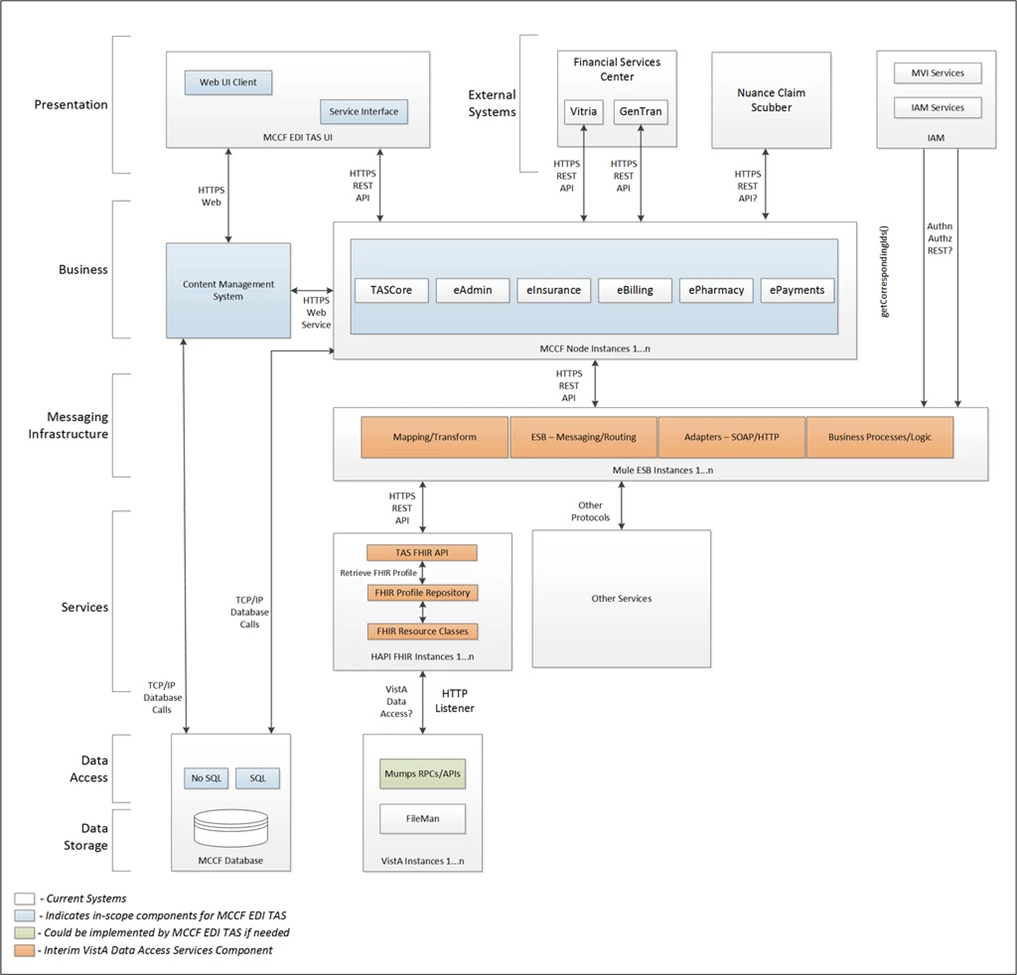 Presentation
Web UI Client
Service Interface
MCCF EDI TAS UI
External
Systems
Financial Services
Center
Vitria
GenTran
Nuance Claim
Scubber
MVI Services
IAM Services
IAM
HTTPS
Web
HTTPS
REST
API
HTTPS
REST
API
HTTPS
REST
API
HTTPS
REST
API?
getCorrespondingIds()
Authn
Authz
REST?
Business
Content Management
System
HTTPS
Web
Service
TASCore
eAdmin
eInsurance
eBilling
ePharmacy
ePayments
MCCF Node Instances 1...n
HTTPS
REST
API
Messaging
Infrastructure
Mapping/Transform
ESB – Messaging/Routing
Adapters – SOAP/HTTP
Business Processes/Logic
Mule ESB Instances 1...n
HTTPS
REST
API
Other
Protocols
Services
TAS FHIR API
Retrieve FHIR Profile
FHIR Profile Repository
FHIR Resource Classes
HAPI FHIR Instances 1...n
Other Services
TCP/IP
Database
Calls
TCP/IP
Database
Calls
VistA
Data
Access?
HTTP
Listener
Data
Access
No SQL
SQL
Mumps RPCs/APIs
Data
Storage
MCCF Database
FileMan
VistA Instances 1...n
- Current Systems
- Indicates in-scope components for MCCF EDI TAS
- Could be implemented by MCCF EDI TAS if needed
- Interim VistA Data Access Services Component